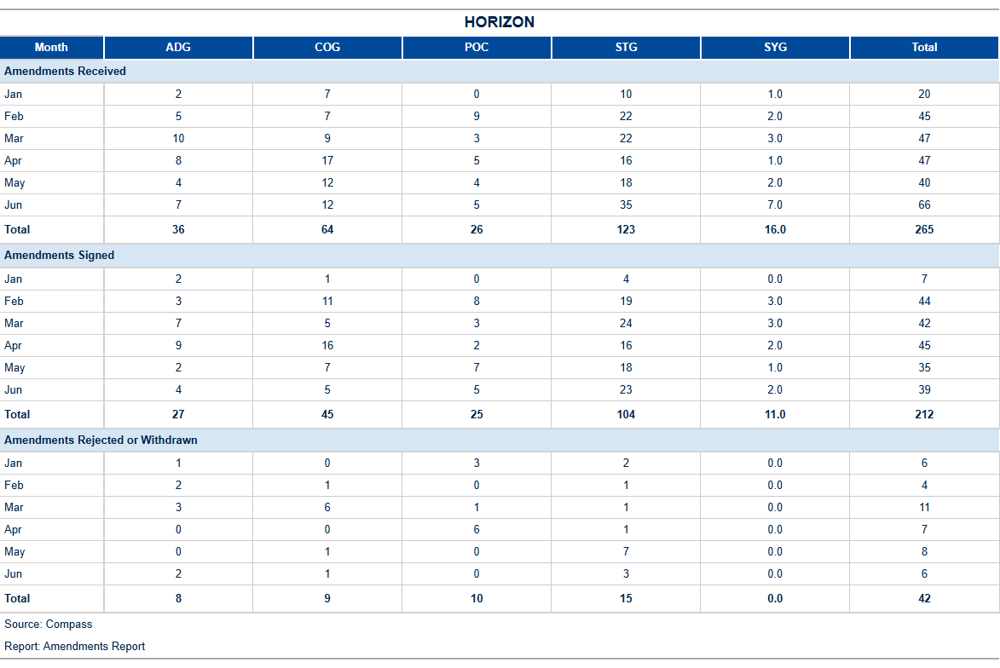 HORIZON
Month ADG COG POC STG SYG Total
Amendments Received
Jan 2 7 0 10 1.0 20
Feb 5 7 9 22 2.0 45
Mar 10 9 3 22 3.0 47
Apr 8 17 5 16 1.0 47
May 4 12 4 18 2.0 40
Jun 7 12 5 35 7.0 66
Total 36 64 26 123 16.0 265
Amendments Signed
Jan 2 1 0 4 0.0 7
Feb 3 11 8 19 3.0 44
Mar 7 5 3 24 3.0 42
Apr 9 16 2 16 2.0 45
May 2 7 7 18 1.0 35
Jun 4 5 5 23 2.0 39
Total 27 45 25 104 11.0 212
Amendments Rejected or Withdrawn
Jan 1 0 3 2 0.0 6
Feb 2 1 0 1 0.0 4
Mar 3 6 1 1 0.0 11
Apr 0 0 6 1 0.0 7
May 0 1 0 7 0.0 8
Jun 2 1 0 3 0.0 6
Total 8 9 10 15 0.0 42
Source: Compass
Report: Amendments Report